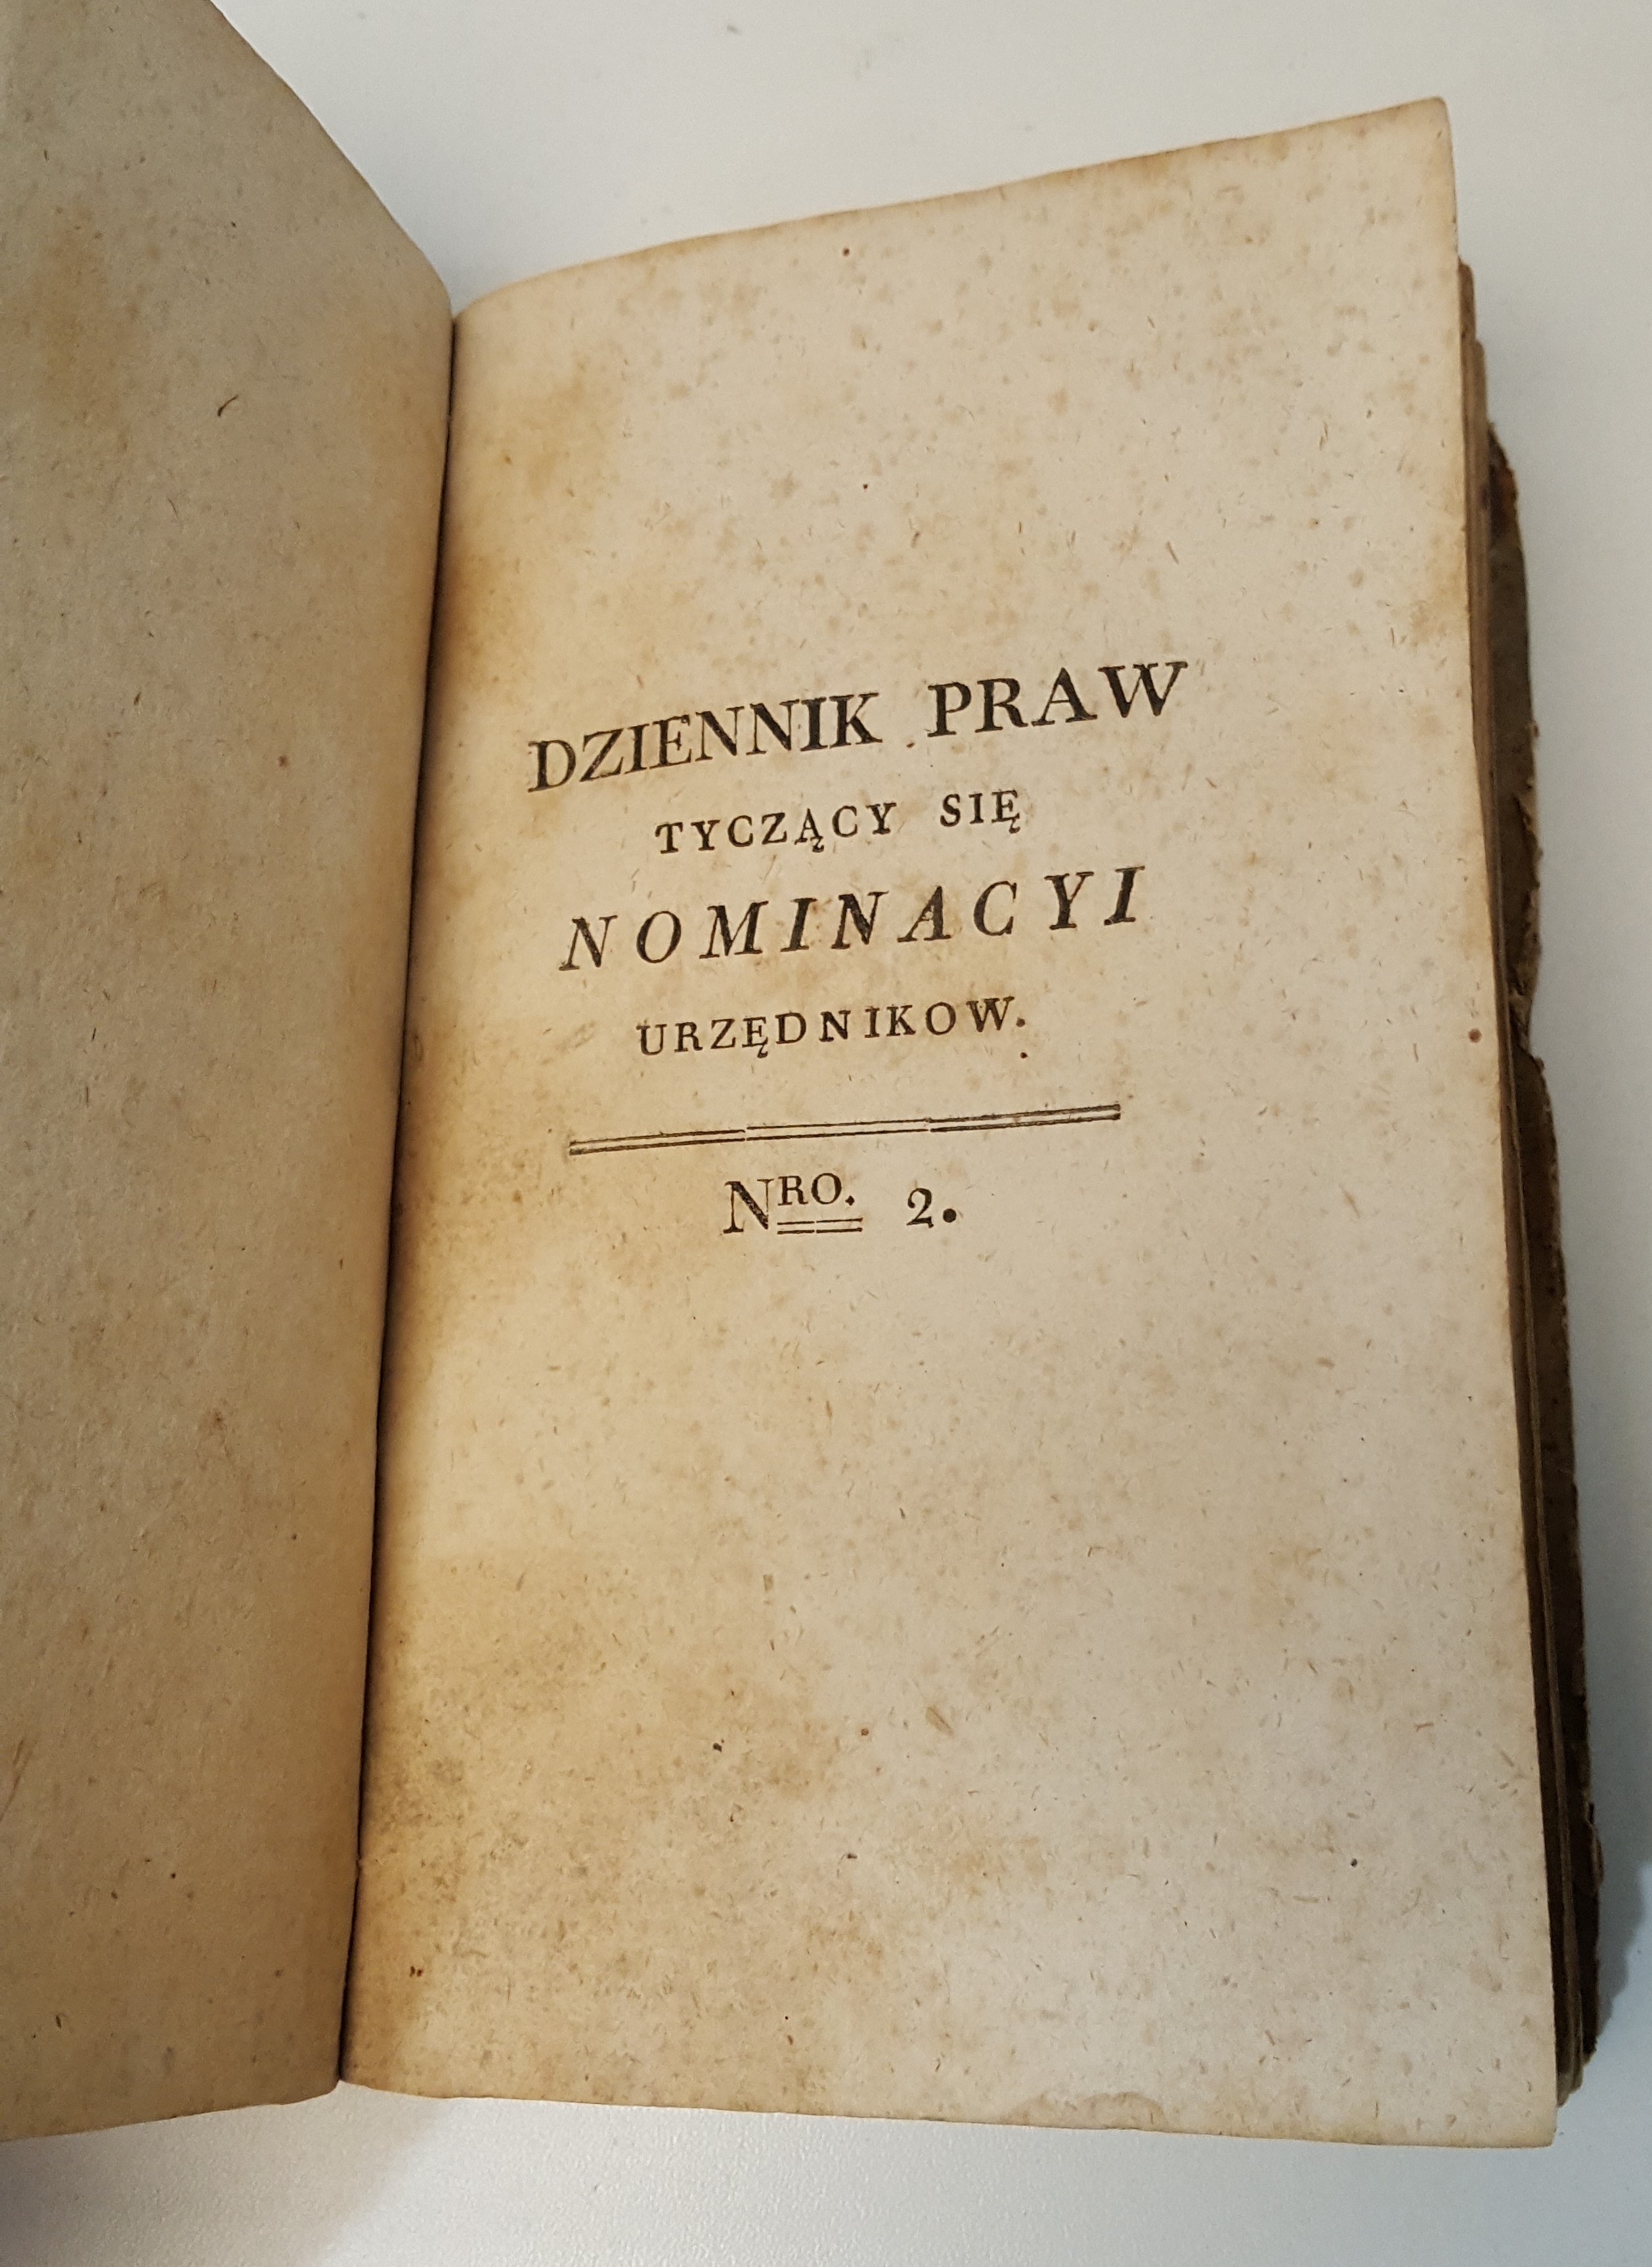 DZIENNIK PRAW
TYCZĄCY SIĘ
NOMINACYI
URZĘDNIKOW.
NRO. 2.